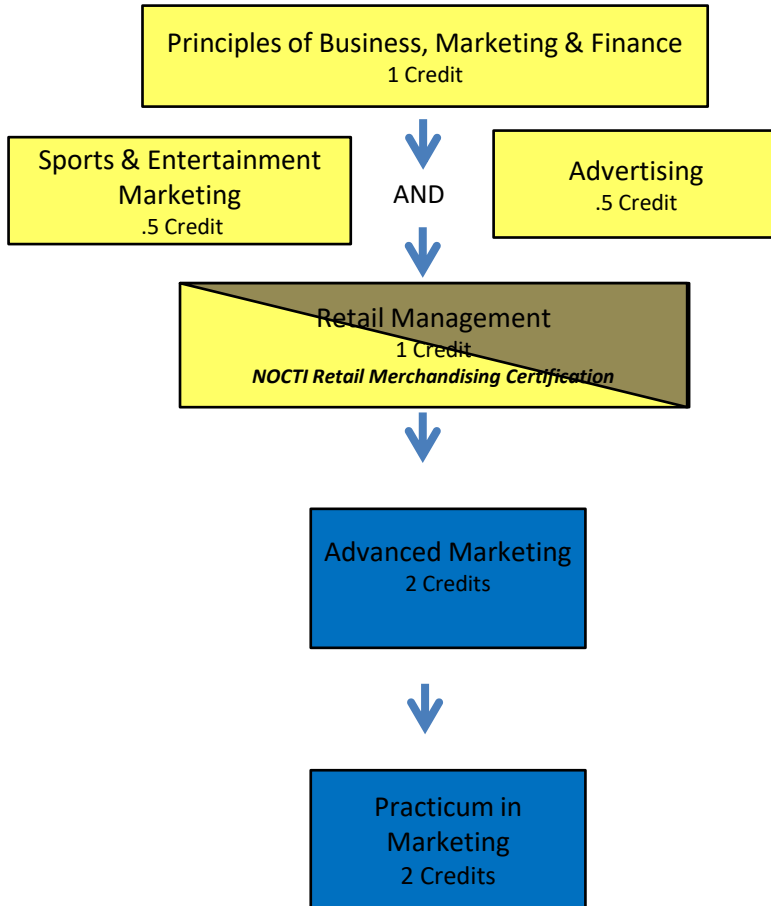 Principles of Business, Marketing & Finance
1 Credit
Sports & Entertainment
Marketing
.5 Credit
AND
Advertising
.5 Credit
Retail Management
1 Credit
NOCTI Retail Merchandising Certification
Advanced Marketing
2 Credits
Practicum in
Marketing
2 Credits